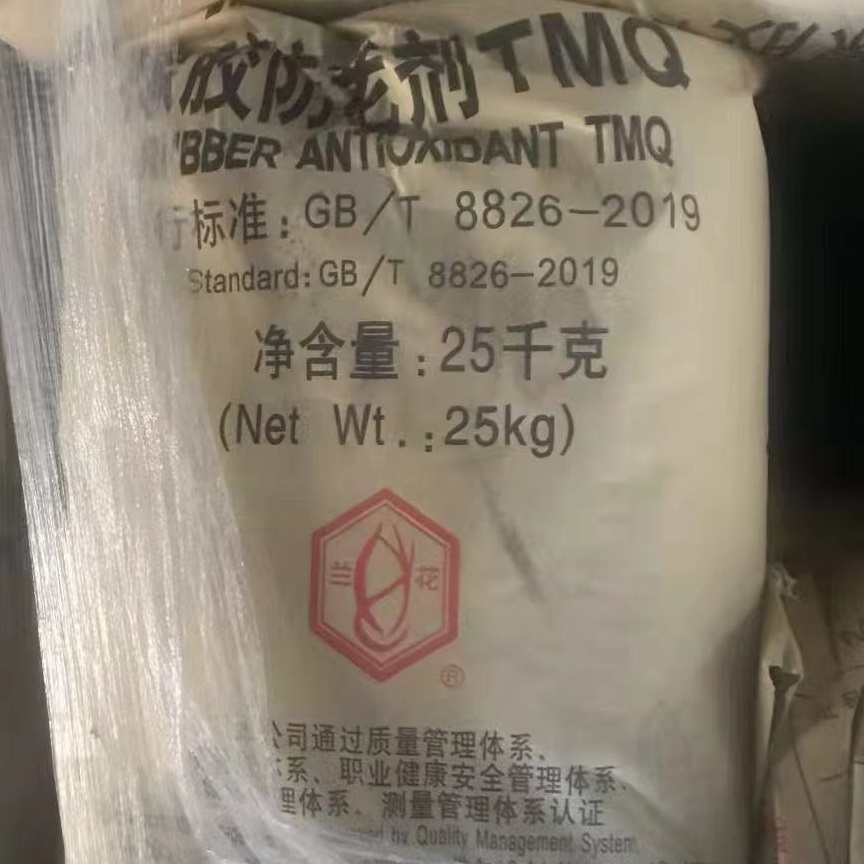 胶防老剂TMQ
BBER ANTIOXIDANT TMQ
行标准:GB/T 8826—2019
Standard:GB/T 8826—2019
净含量:25千克
(Net Wt.:25kg)
兰花
®
公司通过质量管理体系、
体系、职业健康安全管理体系、
理体系、测量管理体系认证
by Quality Management System,